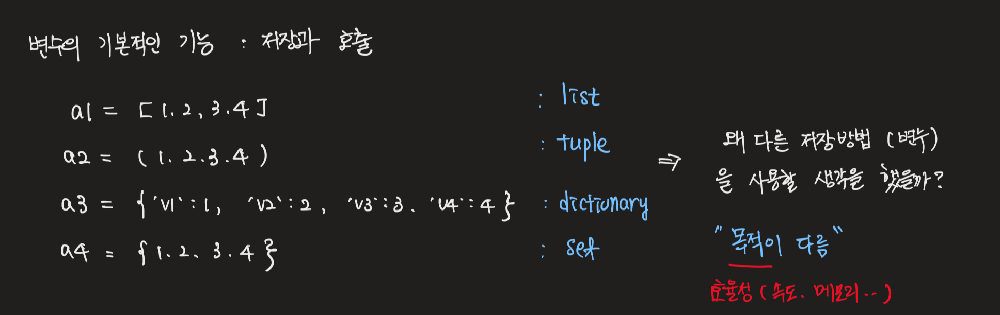 변수의 기본적인 기능 : 저장과 호출
a1 = [1. 2, 3.4] : list
a2 = (1. 2.3.4) : tuple
a3 = {'v1':1, 'v2':2, 'v3':3. 'v4':4} : dictionary
a4 = {1. 2. 3.4} : set
⇒ 왜 다른 저장방법 (변수)
을 사용할 생각을 했을까?
"목적이 다름"
효율성 (속도. 메모리..)